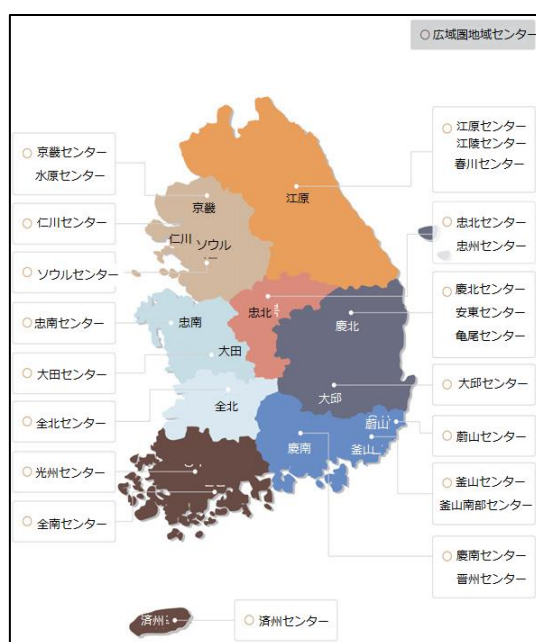 広域圏地域センター
京畿センター
水原センター
仁川センター
ソウルセンター
忠南センター
大田センター
全北センター
光州センター
全南センター
江原センター
江陵センター
春川センター
忠北センター
忠州センター
慶北センター
安東センター
亀尾センター
大邱センター
蔚山センター
釜山センター
釜山南部センター
慶南センター
晋州センター
済州センター
京畿
江原
仁川
ソウル
忠北
忠南
大田
慶北
大邱
全北
慶南
蔚山
釜山
済州